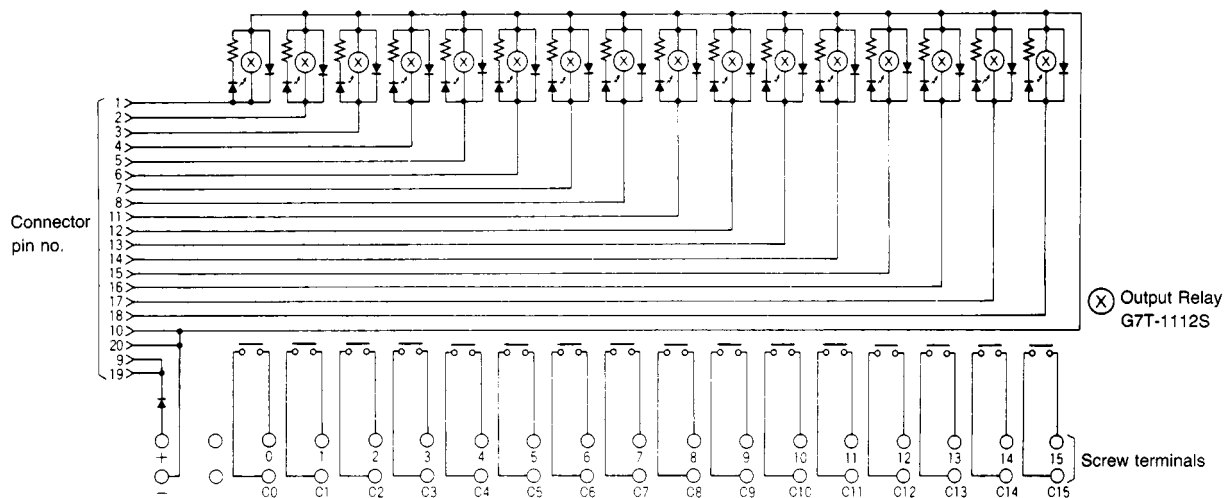 X X X X X X X X X X X X X X X X
1
2
3
4
5
6
7
8
11
12
13
14
15
16
17
18
10
20
9
19
Connector
pin no.
X Output Relay
G7T-1112S
+ 0 1 2 3 4 5 6 7 8 9 10 11 12 13 14 15
Screw terminals
− C0 C1 C2 C3 C4 C5 C6 C7 C8 C9 C10 C11 C12 C13 C14 C15